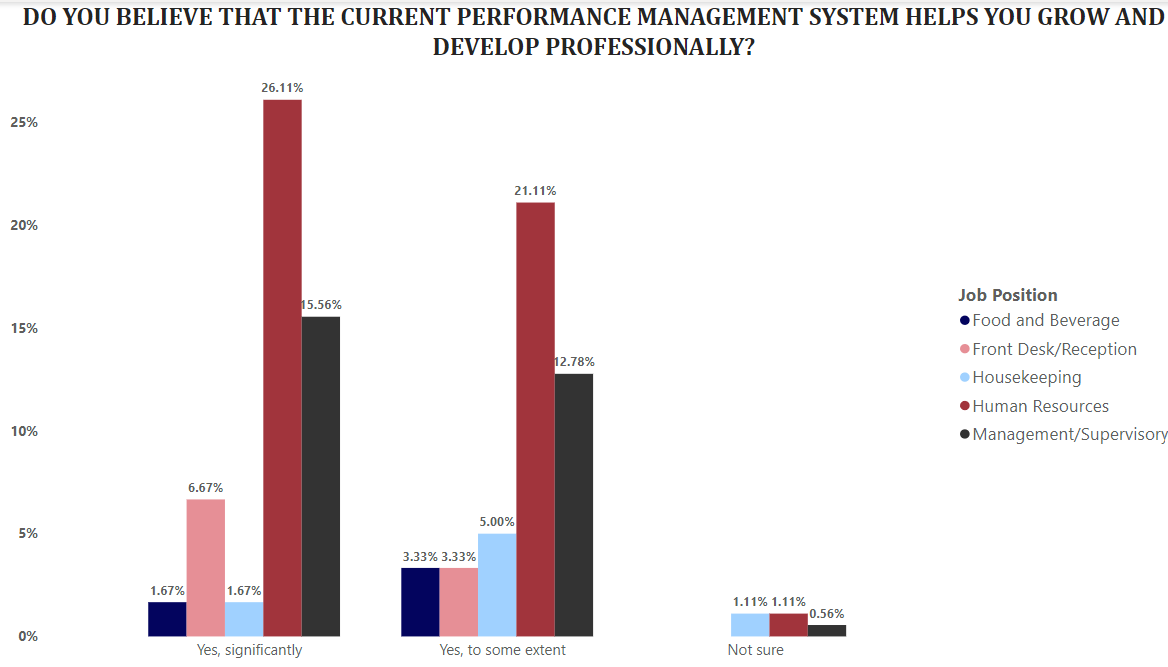 DO YOU BELIEVE THAT THE CURRENT PERFORMANCE MANAGEMENT SYSTEM HELPS YOU GROW AND
DEVELOP PROFESSIONALLY?
26.11%
25%
21.11%
20%
15.56%
15%
12.78%
10%
6.67%
5.00%
5%
3.33% 3.33%
1.67% 1.67%
1.11% 1.11%
0.56%
0%
Yes, significantly Yes, to some extent Not sure
Job Position
Food and Beverage
Front Desk/Reception
Housekeeping
Human Resources
Management/Supervisory